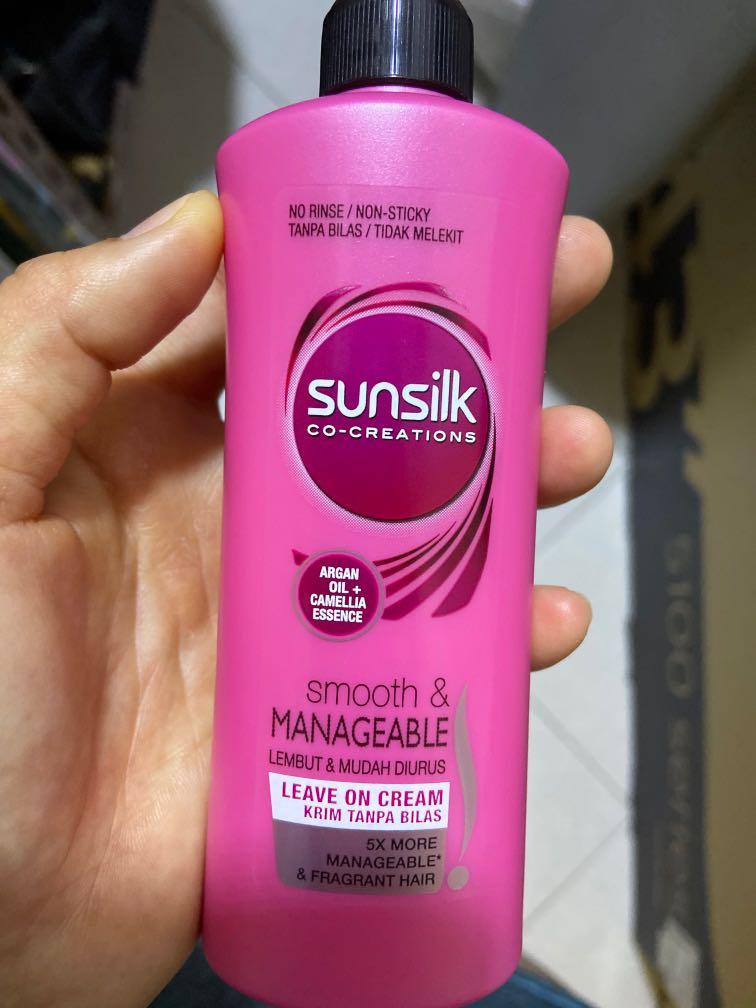 NO RINSE / NON-STICKY
TANPA BILAS / TIDAK MELEKIT
sunsilk
CO-CREATIONS
ARGAN
OIL +
CAMELLIA
ESSENCE
smooth &
MANAGEABLE
LEMBUT & MUDAH DIURUS
LEAVE ON CREAM
KRIM TANPA BILAS
5X MORE
MANAGEABLE*
& FRAGRANT HAIR